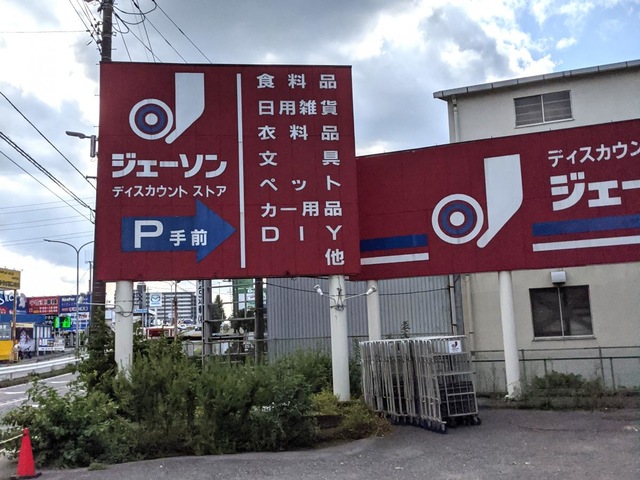 ジェーソン
ディスカウント ストア
P 手前
食料品
日用雑貨
衣料品
文具
ペット
カー用品
DIY
他
ディスカウン
ジェー